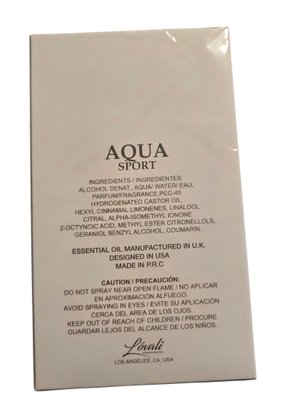 AQUA
SPORT
INGREDIENTS / INGREDIENTES:
ALCOHOL DENAT., AQUA/ WATER/ EAU,
PARFUM/FRAGRANCE,PEG-40
HYDROGENATED CASTOR OIL.
HEXYL CINNAMAL LIMONENES, LINALOOL
CITRAL, ALPHA-ISOMETHYL IONONE
2-OCTYNOIC ACID, METHYL ESTER CITRONELLOLS,
GERANIOL BENZYL ALCOHOL, COUMARIN.
ESSENTIAL OIL MANUFACTURED IN U.K.
DESIGNED IN USA
MADE IN P.R.C
CAUTION / PRECAUCIÓN:
DO NOT SPRAY NEAR OPEN FLAME / NO APLICAR
EN APROXIMACIÓN ALFUEGO.
AVOID SPRAYING IN EYES / EVITE SU APLICACIÓN
CERCA DEL AREA DE LOS OJOS.
KEEP OUT OF REACH OF CHILDREN / PROCURE
GUARDAR LEJOS DEL ALCANCE DE LOS NIÑOS.
Lóvali
LOS ANGELES, CA, USA